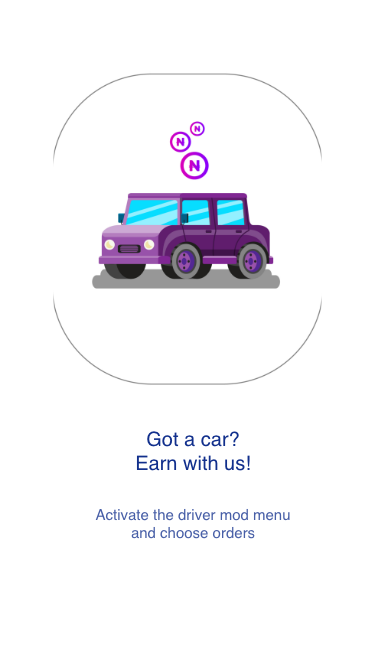 N
N
N
Got a car?
Earn with us!
Activate the driver mod menu
and choose orders